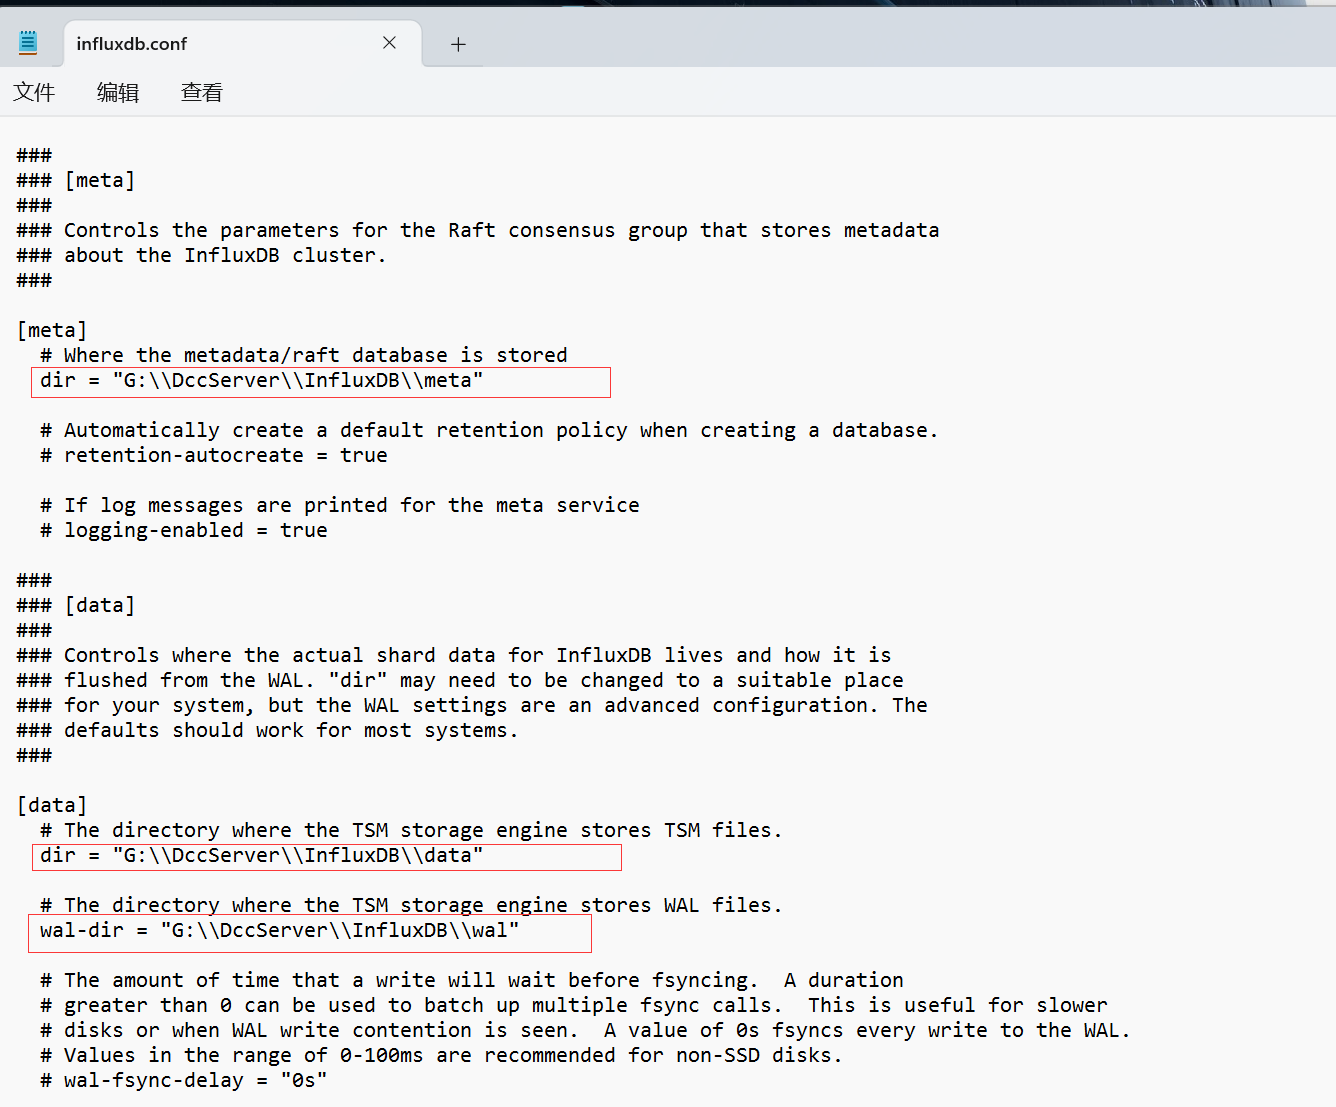 influxdb.conf
文件 编辑 查看
###
### [meta]
###
### Controls the parameters for the Raft consensus group that stores metadata
### about the InfluxDB cluster.
###
[meta]
# Where the metadata/raft database is stored
dir = "G:\\DccServer\\InfluxDB\\meta"
# Automatically create a default retention policy when creating a database.
# retention-autocreate = true
# If log messages are printed for the meta service
# logging-enabled = true
###
### [data]
###
### Controls where the actual shard data for InfluxDB lives and how it is
### flushed from the WAL. "dir" may need to be changed to a suitable place
### for your system, but the WAL settings are an advanced configuration. The
### defaults should work for most systems.
###
[data]
# The directory where the TSM storage engine stores TSM files.
dir = "G:\\DccServer\\InfluxDB\\data"
# The directory where the TSM storage engine stores WAL files.
wal-dir = "G:\\DccServer\\InfluxDB\\wal"
# The amount of time that a write will wait before fsyncing.  A duration
# greater than 0 can be used to batch up multiple fsync calls.  This is useful for slower
# disks or when WAL write contention is seen.  A value of 0s fsyncs every write to the WAL.
# Values in the range of 0-100ms are recommended for non-SSD disks.
# wal-fsync-delay = "0s"